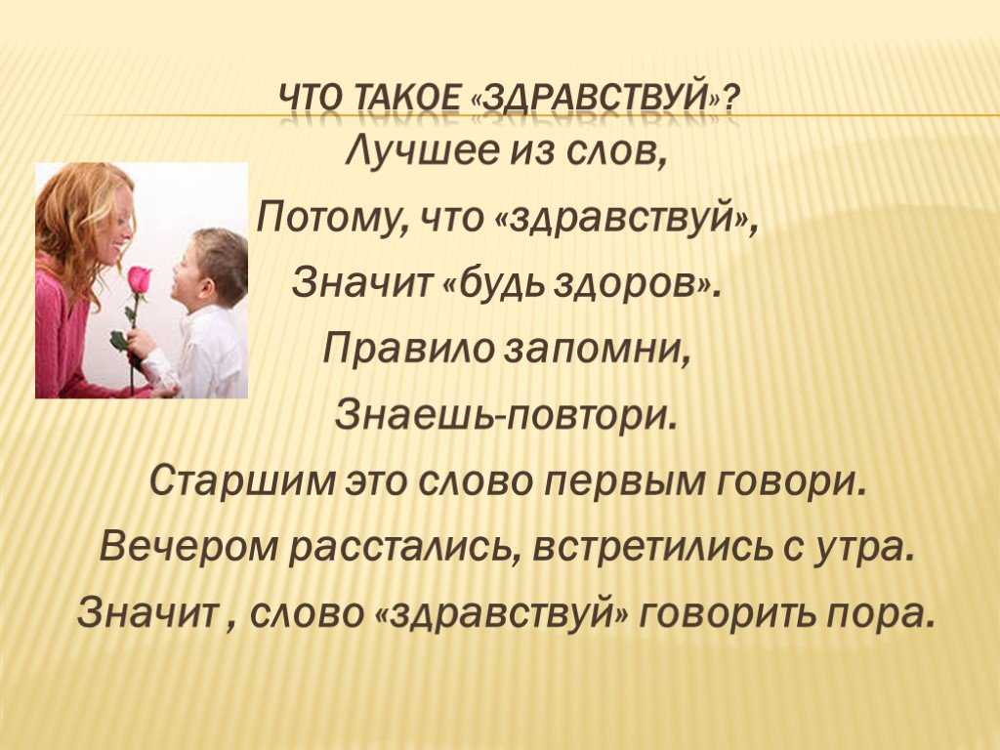 ЧТО ТАКОЕ «ЗДРАВСТВУЙ»?
Лучшее из слов,
Потому, что «здравствуй»,
Значит «будь здоров».
Правило запомни,
Знаешь-повтори.
Старшим это слово первым говори.
Вечером расстались, встретились с утра.
Значит , слово «здравствуй» говорить пора.